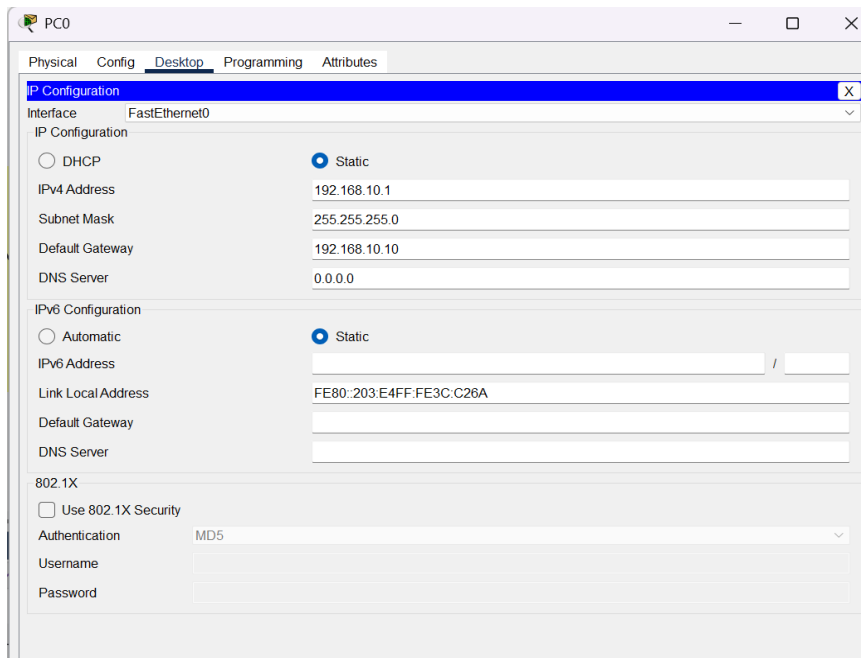 PC0
Physical Config Desktop Programming Attributes
IP Configuration X
Interface FastEthernet0
IP Configuration
DHCP Static
IPv4 Address 192.168.10.1
Subnet Mask 255.255.255.0
Default Gateway 192.168.10.10
DNS Server 0.0.0.0
IPv6 Configuration
Automatic Static
IPv6 Address /
Link Local Address FE80::203:E4FF:FE3C:C26A
Default Gateway
DNS Server
802.1X
Use 802.1X Security
Authentication MD5
Username
Password